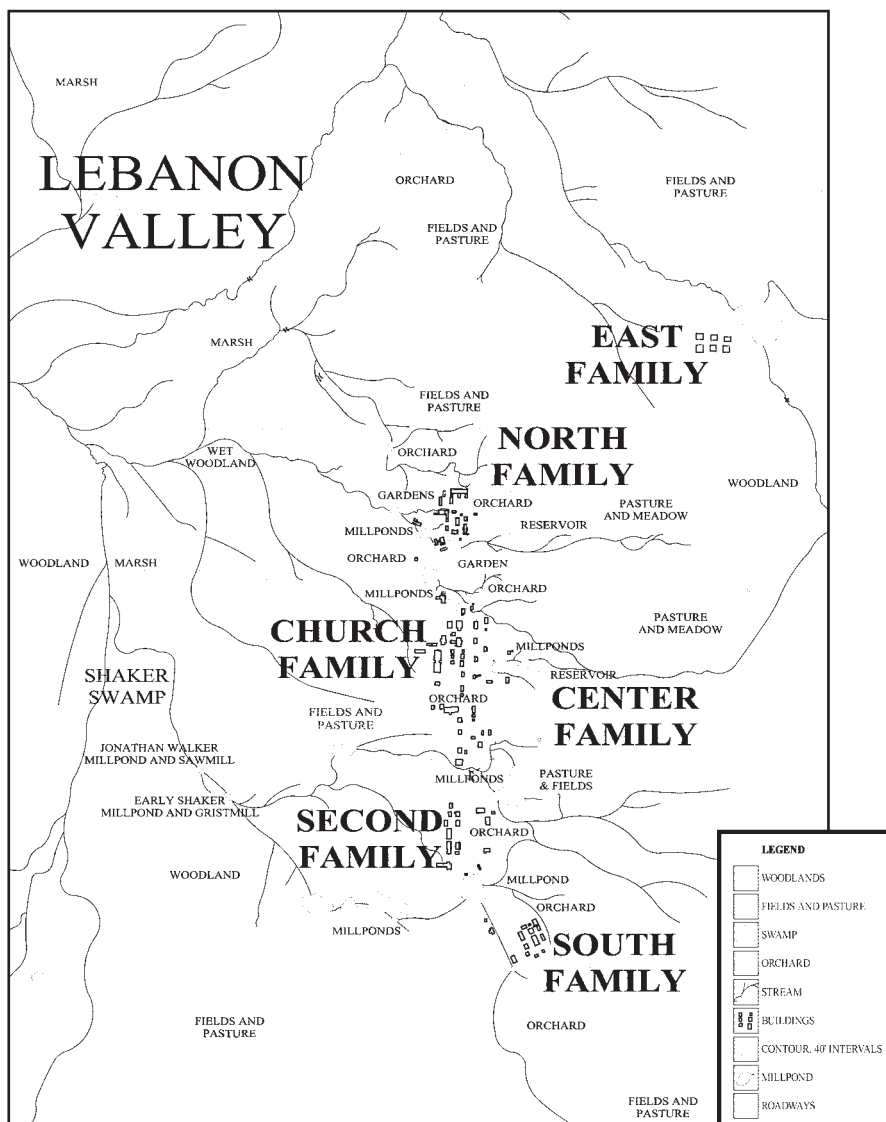 MARSH
LEBANON
VALLEY
ORCHARD
FIELDS AND
PASTURE
FIELDS AND
PASTURE
MARSH
EAST
FAMILY
FIELDS AND
PASTURE
NORTH
FAMILY
WET
WOODLAND
ORCHARD
GARDENS
ORCHARD
WOODLAND
PASTURE
AND MEADOW
MILLPONDS
RESERVOIR
ORCHARD
GARDEN
WOODLAND
MARSH
MILLPONDS
ORCHARD
PASTURE
AND MEADOW
CHURCH
FAMILY
MILLPONDS
RESERVOIR
SHAKER
SWAMP
ORCHARD
CENTER
FAMILY
FIELDS AND
PASTURE
JONATHAN WALKER
MILLPOND AND SAWMILL
MILLPONDS
PASTURE
& FIELDS
EARLY SHAKER
MILLPOND AND GRISTMILL
SECOND
FAMILY
ORCHARD
WOODLAND
MILLPOND
ORCHARD
MILLPONDS
SOUTH
FAMILY
FIELDS AND
PASTURE
ORCHARD
FIELDS AND
PASTURE
LEGEND
WOODLANDS
FIELDS AND PASTURE
SWAMP
ORCHARD
STREAM
BUILDINGS
CONTOUR, 40' INTERVALS
MILLPOND
ROADWAYS